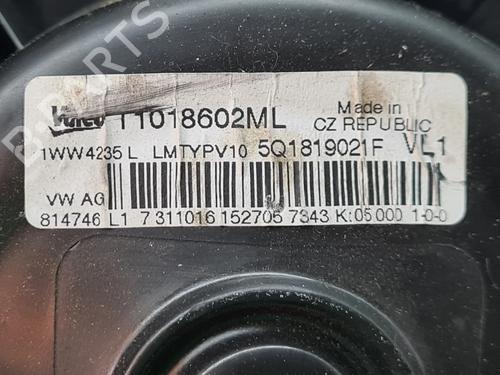 Valeo T1018602ML Made in
CZ REPUBLIC
1WW4235 L LMTYPV10 5Q1819021F VL1
VW AG
814746 L1 7 311016 152705 7343 K:05 000 1-0-0
B-PARTS